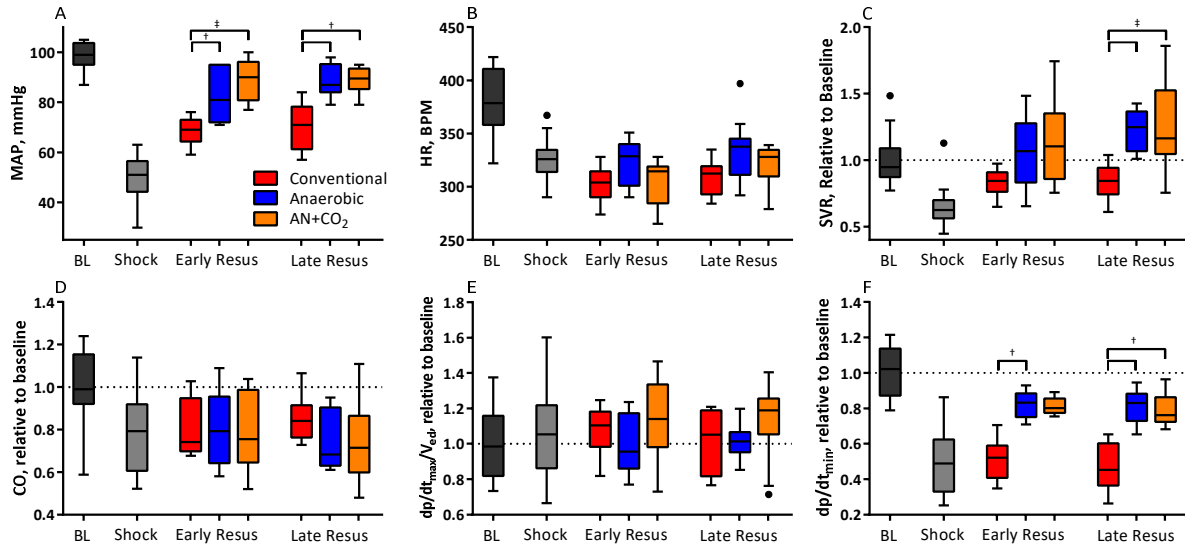 A
MAP, mmHg
100
80
60
40
‡
†
†
Conventional
Anaerobic
AN+CO₂
BL Shock Early Resus Late Resus
B
HR, BPM
450
400
350
300
250
BL Shock Early Resus Late Resus
C
SVR, Relative to Baseline
2.0
1.5
1.0
0.5
‡
BL Shock Early Resus Late Resus
D
CO, relative to baseline
1.4
1.2
1.0
0.8
0.6
0.4
BL Shock Early Resus Late Resus
E
dp/dtmax/Ved, relative to baseline
1.8
1.6
1.4
1.2
1.0
0.8
0.6
BL Shock Early Resus Late Resus
F
dp/dtmin, relative to baseline
1.4
1.2
1.0
0.8
0.6
0.4
0.2
†
†
BL Shock Early Resus Late Resus